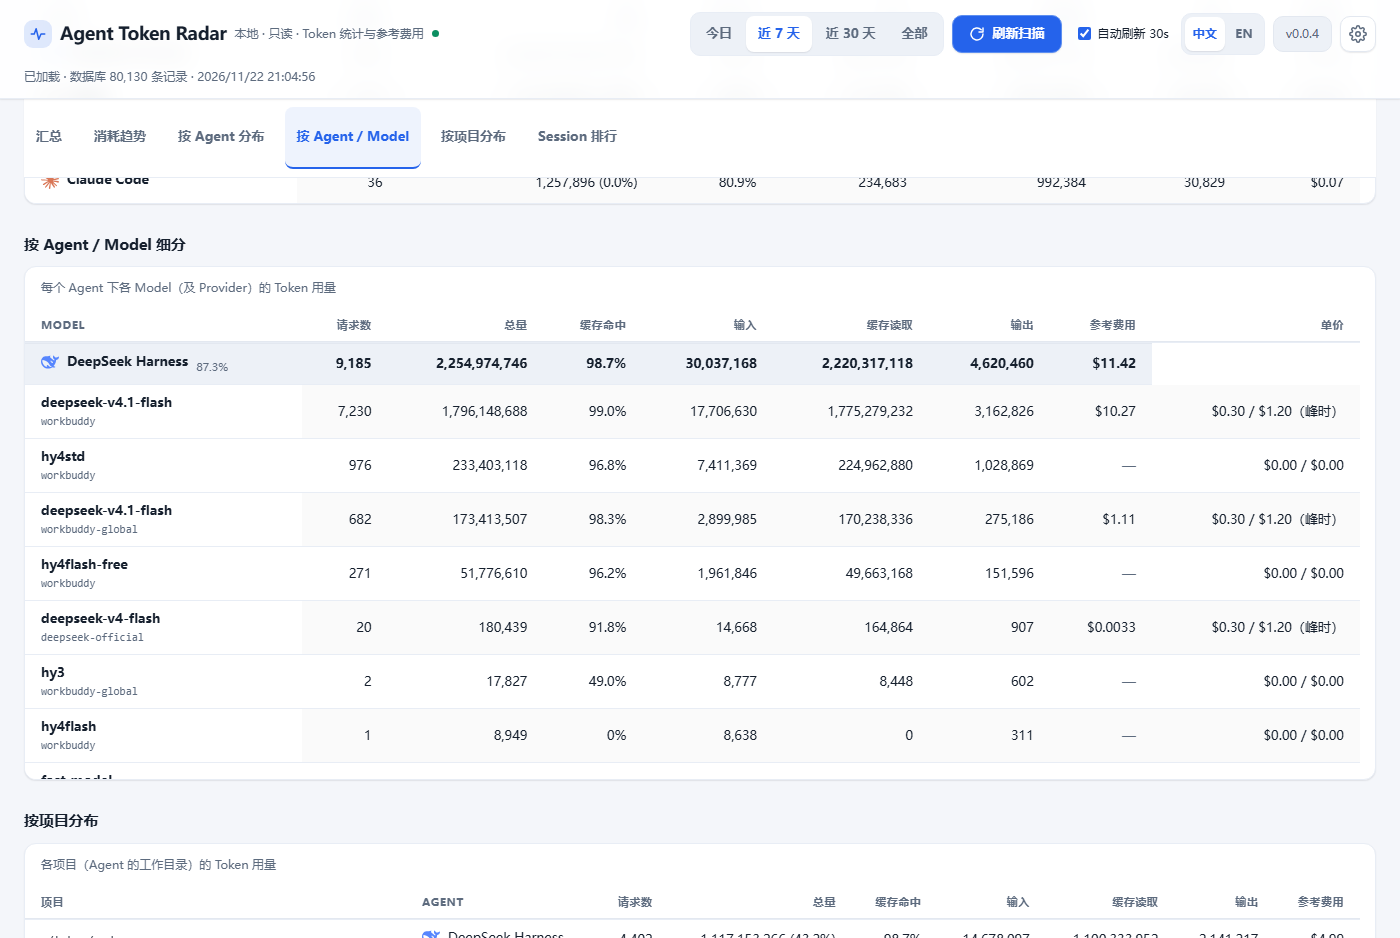 Agent Token Radar 本地 · 只读 · Token 统计与参考费用
今日 近 7 天 近 30 天 全部 刷新扫描 自动刷新 30s 中文 EN v0.0.4
已加载 · 数据库 80,130 条记录 · 2026/11/22 21:04:56
汇总 消耗趋势 按 Agent 分布 按 Agent / Model 按项目分布 Session 排行
Claude Code 36 1,257,896 (0.0%) 80.9% 234,683 992,384 30,829 $0.07
按 Agent / Model 细分
每个 Agent 下各 Model（及 Provider）的 Token 用量
MODEL 请求数 总量 缓存命中 输入 缓存读取 输出 参考费用 单价
DeepSeek Harness 87.3% 9,185 2,254,974,746 98.7% 30,037,168 2,220,317,118 4,620,460 $11.42
deepseek-v4.1-flash 7,230 1,796,148,688 99.0% 17,706,630 1,775,279,232 3,162,826 $10.27 $0.30 / $1.20（峰时）
workbuddy
hy4std 976 233,403,118 96.8% 7,411,369 224,962,880 1,028,869 — $0.00 / $0.00
workbuddy
deepseek-v4.1-flash 682 173,413,507 98.3% 2,899,985 170,238,336 275,186 $1.11 $0.30 / $1.20（峰时）
workbuddy-global
hy4flash-free 271 51,776,610 96.2% 1,961,846 49,663,168 151,596 — $0.00 / $0.00
workbuddy
deepseek-v4-flash 20 180,439 91.8% 14,668 164,864 907 $0.0033 $0.30 / $1.20（峰时）
deepseek-official
hy3 2 17,827 49.0% 8,777 8,448 602 — $0.00 / $0.00
workbuddy-global
hy4flash 1 8,949 0% 8,638 0 311 — $0.00 / $0.00
workbuddy
按项目分布
各项目（Agent 的工作目录）的 Token 用量
项目 AGENT 请求数 总量 缓存命中 输入 缓存读取 输出 参考费用
DeepSeek Harness